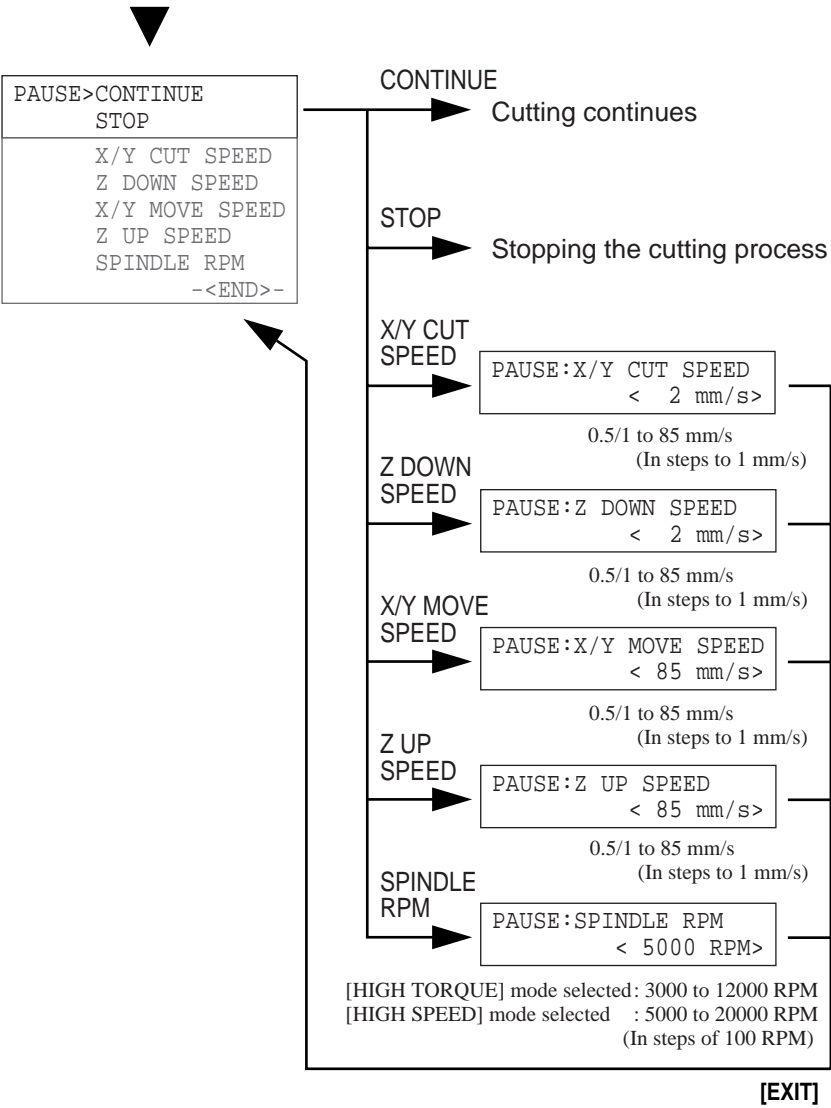 PAUSE>CONTINUE
STOP
X/Y CUT SPEED
Z DOWN SPEED
X/Y MOVE SPEED
Z UP SPEED
SPINDLE RPM
-<END>-
CONTINUE
Cutting continues
STOP
Stopping the cutting process
X/Y CUT
SPEED
PAUSE:X/Y CUT SPEED
< 2 mm/s>
0.5/1 to 85 mm/s
(In steps to 1 mm/s)
Z DOWN
SPEED
PAUSE:Z DOWN SPEED
< 2 mm/s>
0.5/1 to 85 mm/s
(In steps to 1 mm/s)
X/Y MOVE
SPEED
PAUSE:X/Y MOVE SPEED
< 85 mm/s>
0.5/1 to 85 mm/s
(In steps to 1 mm/s)
Z UP
SPEED
PAUSE:Z UP SPEED
< 85 mm/s>
0.5/1 to 85 mm/s
(In steps to 1 mm/s)
SPINDLE
RPM
PAUSE:SPINDLE RPM
< 5000 RPM>
[HIGH TORQUE] mode selected: 3000 to 12000 RPM
[HIGH SPEED] mode selected : 5000 to 20000 RPM
(In steps of 100 RPM)
[EXIT]